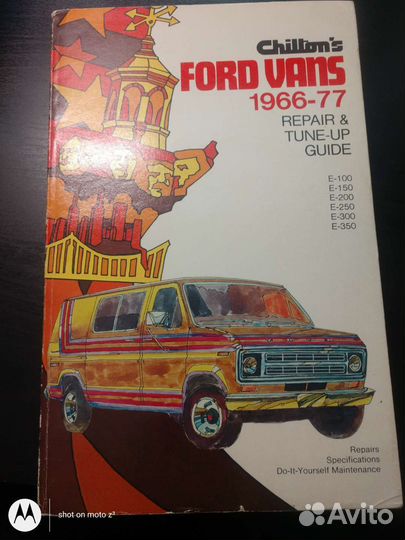 Chilton's
FORD VANS
1966-77
REPAIR &
TUNE-UP
GUIDE
E-100
E-150
E-200
E-250
E-300
E-350
FORD
Repairs
Specifications
Do-It-Yourself Maintenance
shot on moto z³
Avito